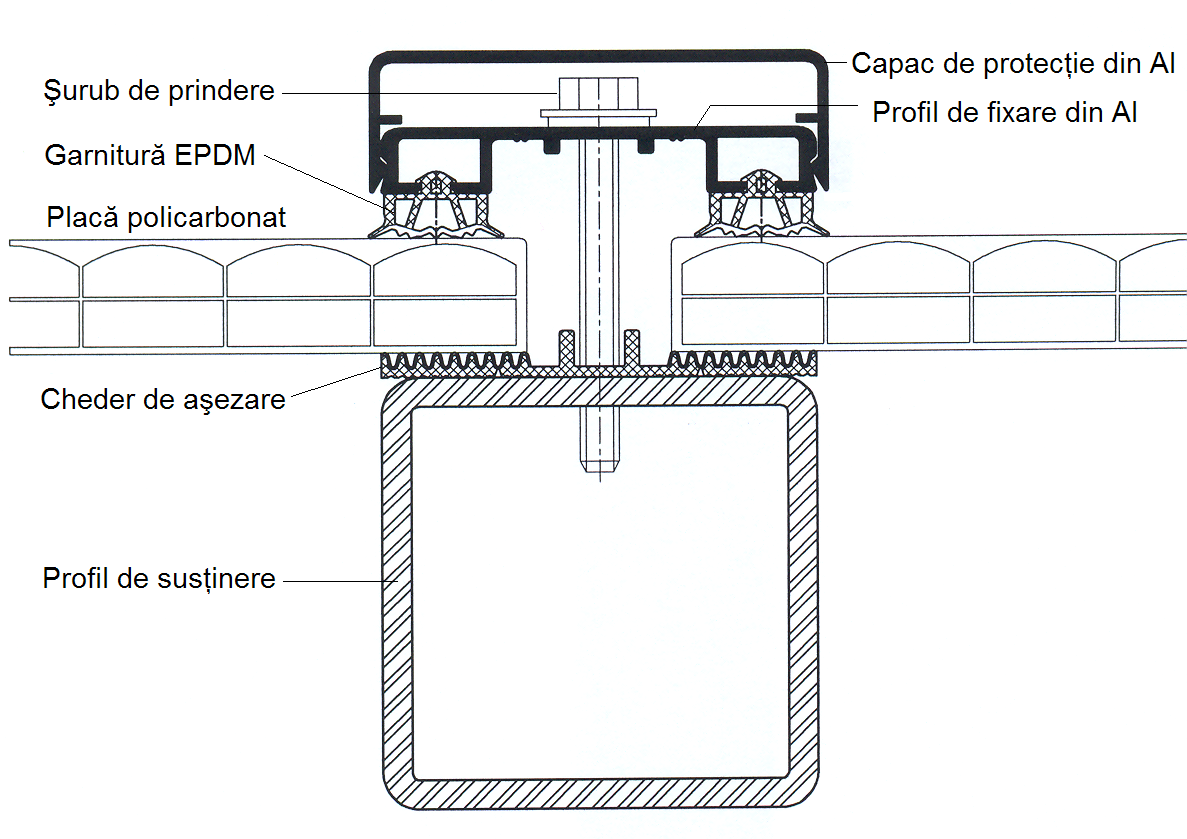 Capac de protecție din Al
Şurub de prindere
Profil de fixare din Al
Garnitură EPDM
Placă policarbonat
Cheder de aşezare
Profil de susținere